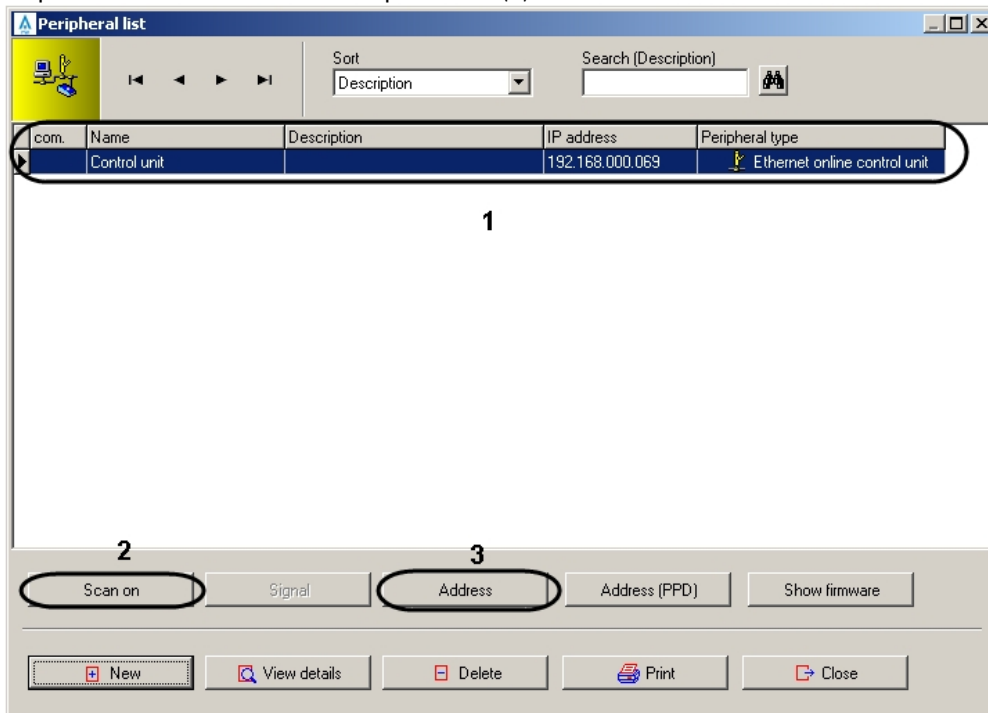 Peripheral list
Sort
Search (Description)
Description
com. Name Description IP address Peripheral type
Control unit 192.168.000.069 Ethernet online control unit
1
2 3
Scan on Signal Address Address (PPD) Show firmware
New View details Delete Print Close